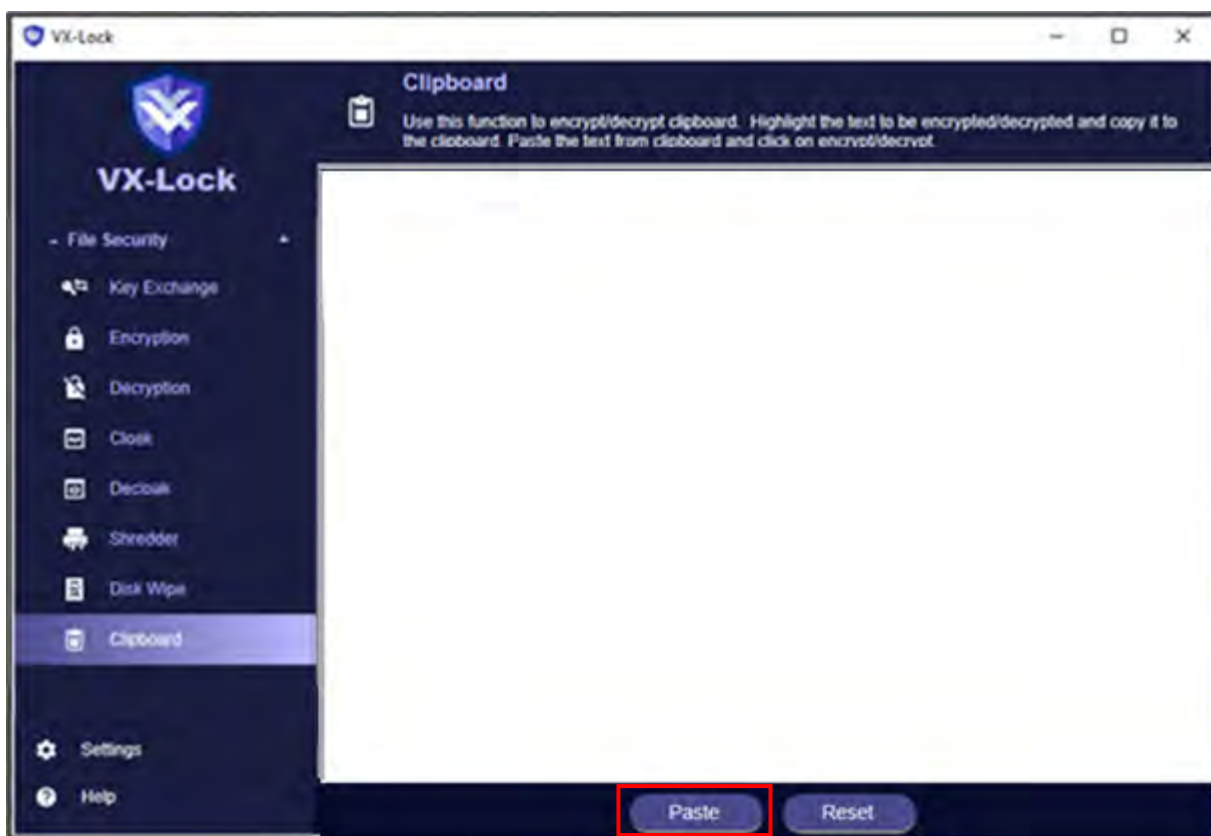 VX-Lock
VX-Lock
- File Security
Key Exchange
Encryption
Decryption
Cloak
Decloak
Shredder
Disk Wipe
Clipboard
Settings
Help
Clipboard
Use this function to encrypt/decrypt clipboard. Highlight the text to be encrypted/decrypted and copy it to
the clipboard. Paste the text from clipboard and click on encrypt/decrypt.
Paste
Reset